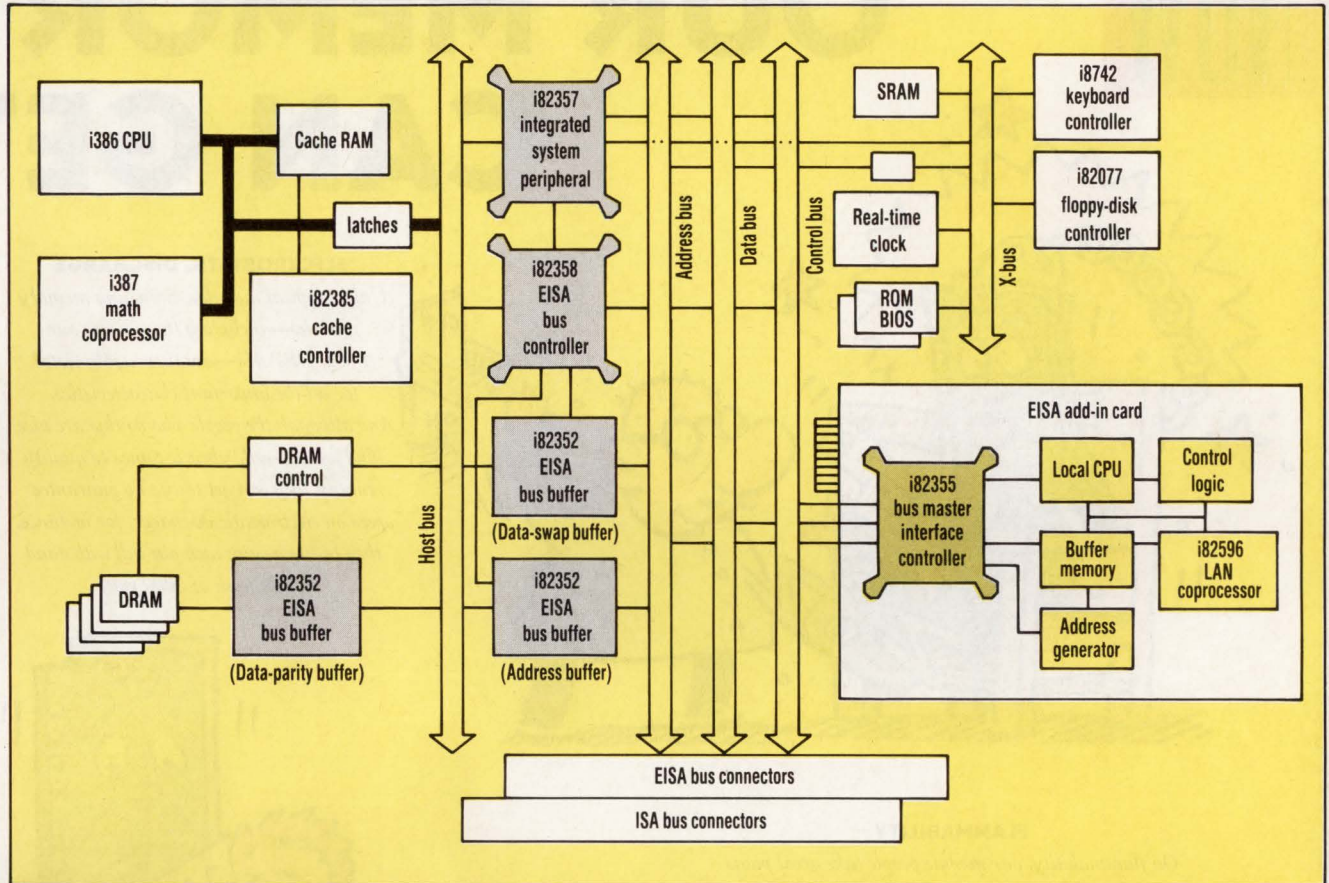 i386 CPU
Cache RAM
latches
i387
math
coprocessor
i82385
cache
controller
DRAM
control
DRAM
i82352
EISA
bus buffer
(Data-parity buffer)
Host bus
i82357
integrated
system
peripheral
i82358
EISA
bus
controller
i82352
EISA
bus buffer
(Data-swap buffer)
i82352
EISA
bus buffer
(Address buffer)
Address bus
Data bus
Control bus
SRAM
Real-time
clock
ROM
BIOS
X-bus
i8742
keyboard
controller
i82077
floppy-disk
controller
EISA add-in card
i82355
bus master
interface
controller
Local CPU
Control
logic
Buffer
memory
i82596
LAN
coprocessor
Address
generator
EISA bus connectors
ISA bus connectors